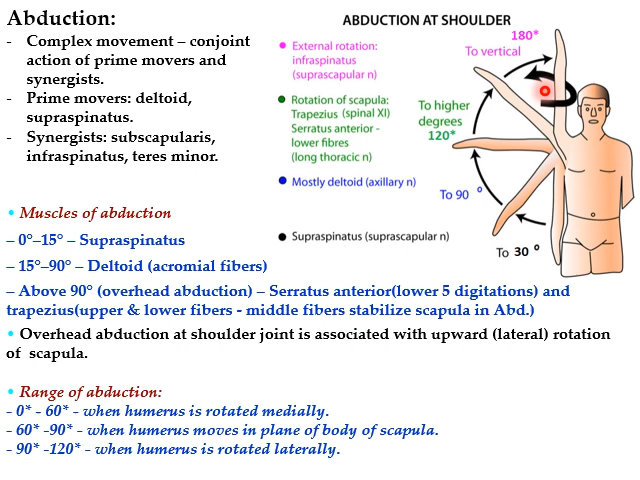 Abduction:
- Complex movement – conjoint
action of prime movers and
synergists.
- Prime movers: deltoid,
supraspinatus.
- Synergists: subscapularis,
infraspinatus, teres minor.
ABDUCTION AT SHOULDER
• External rotation:
infraspinatus
(suprascapular n)
• Rotation of scapula:
Trapezius (spinal XI)
Serratus anterior -
lower fibres
(long thoracic n)
• Mostly deltoid (axillary n)
• Supraspinatus (suprascapular n)
180*
To vertical
To higher
degrees
120*
To 90 °
To 30 °
• Muscles of abduction
– 0°–15° – Supraspinatus
– 15°–90° – Deltoid (acromial fibers)
– Above 90° (overhead abduction) – Serratus anterior(lower 5 digitations) and
trapezius(upper & lower fibers - middle fibers stabilize scapula in Abd.)
• Overhead abduction at shoulder joint is associated with upward (lateral) rotation
of scapula.
• Range of abduction:
- 0* - 60* - when humerus is rotated medially.
- 60* -90* - when humerus moves in plane of body of scapula.
- 90* -120* - when humerus is rotated laterally.